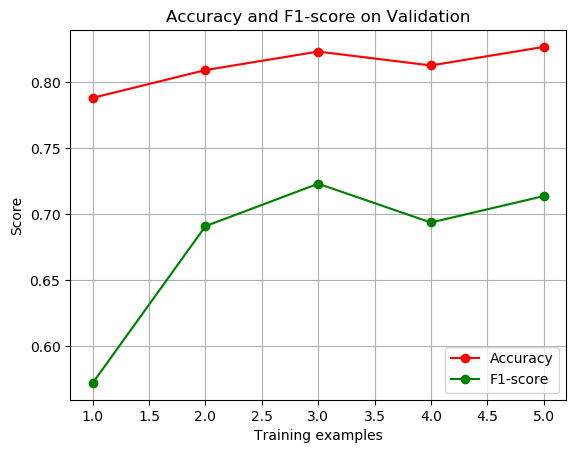 Accuracy and F1-score on Validation
Score
0.80
0.75
0.70
0.65
0.60
1.0 1.5 2.0 2.5 3.0 3.5 4.0 4.5 5.0
Training examples
Accuracy
F1-score